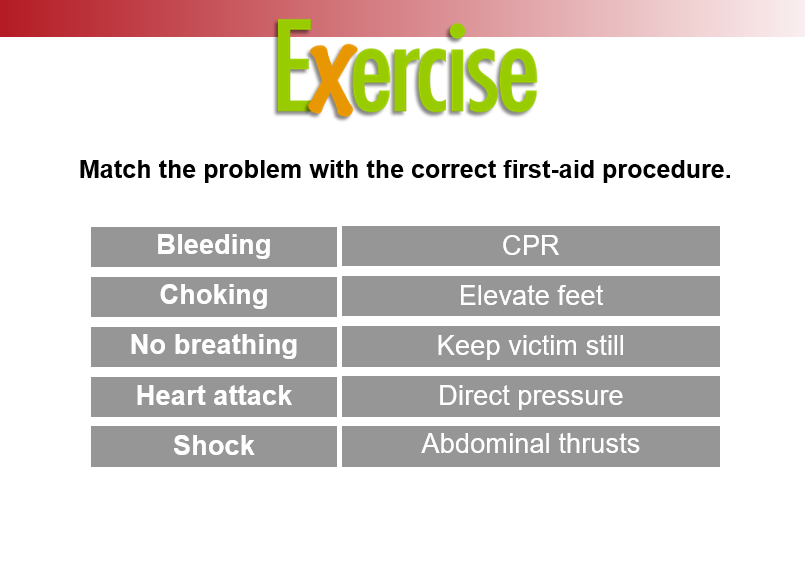 Exercise
Match the problem with the correct first-aid procedure.
Bleeding CPR
Choking Elevate feet
No breathing Keep victim still
Heart attack Direct pressure
Shock Abdominal thrusts